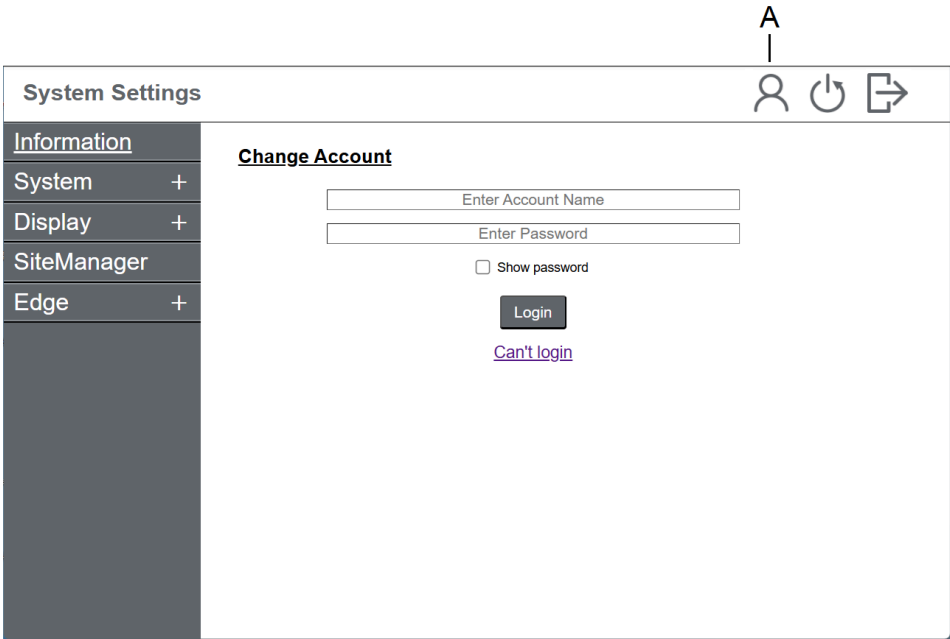 A
System Settings
Information
System +
Display +
SiteManager
Edge +
Change Account
Enter Account Name
Enter Password
Show password
Login
Can't login